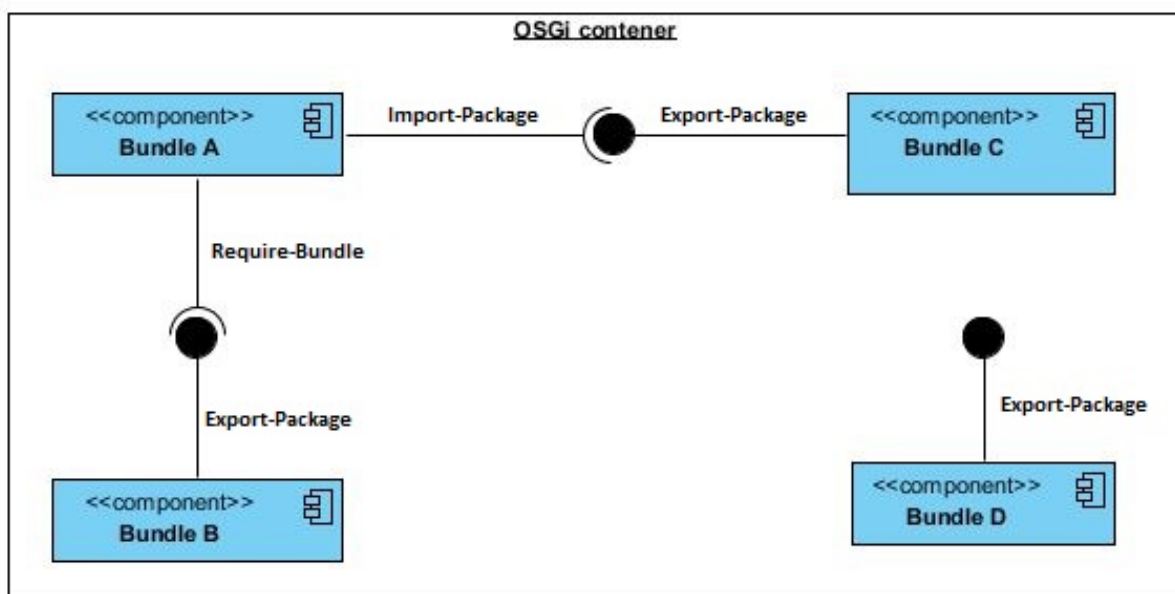 OSGi contener
<<component>>
Bundle A
Import-Package
Export-Package
<<component>>
Bundle C
Require-Bundle
Export-Package
Export-Package
<<component>>
Bundle B
<<component>>
Bundle D